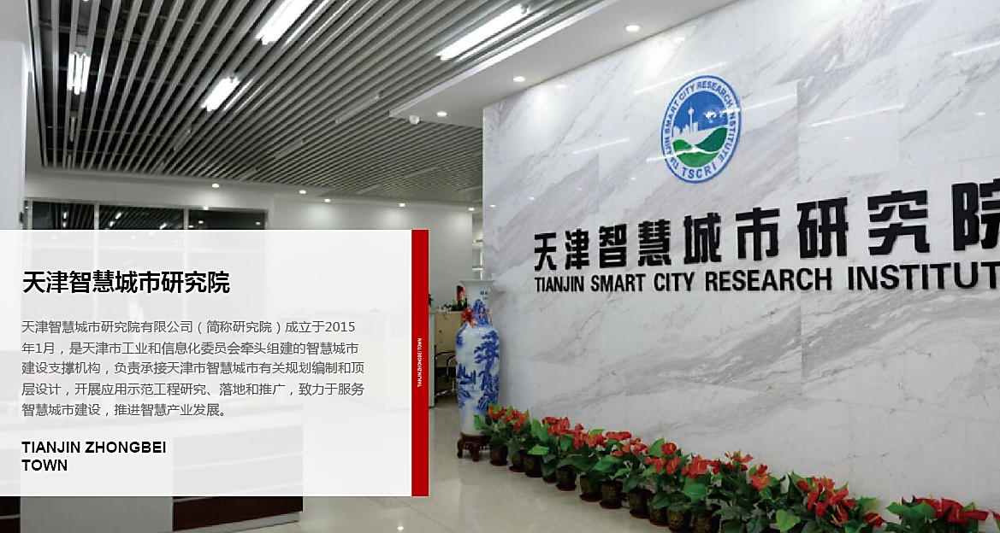 TIANJIN SMART CITY RESEARCH INSTITUTE
TSCRI
天津智慧城市研究院
TIANJIN SMART CITY RESEARCH INSTITUT
天津智慧城市研究院
天津智慧城市研究院有限公司（简称研究院）成立于2015
年1月，是天津市工业和信息化委员会牵头组建的智慧城市
建设支撑机构，负责承接天津市智慧城市有关规划编制和顶
层设计，开展应用示范工程研究、落地和推广，致力于服务
智慧城市建设，推进智慧产业发展。
TIANJIN ZHONGBEI
TOWN
TIANJIN ZHONGBEI TOWN